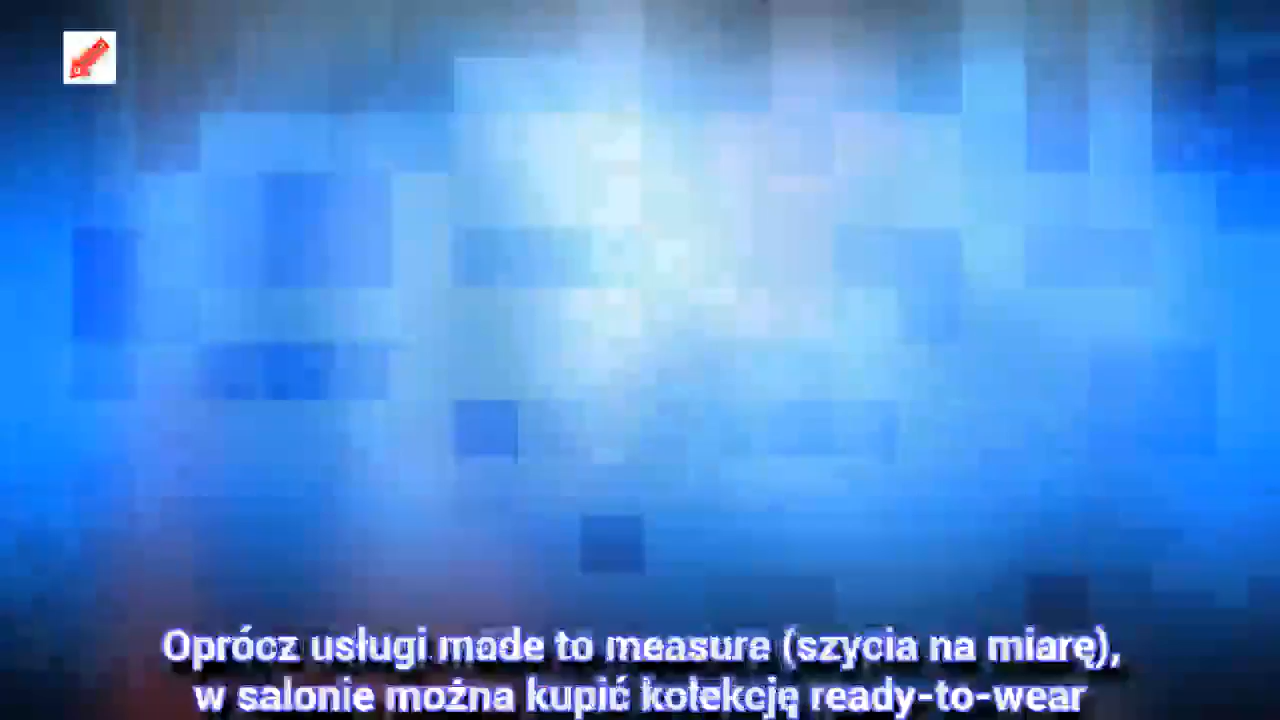 Oprócz usługi made to measure (szycia na miarę),
w salonie można kupić kolekcję ready-to-wear